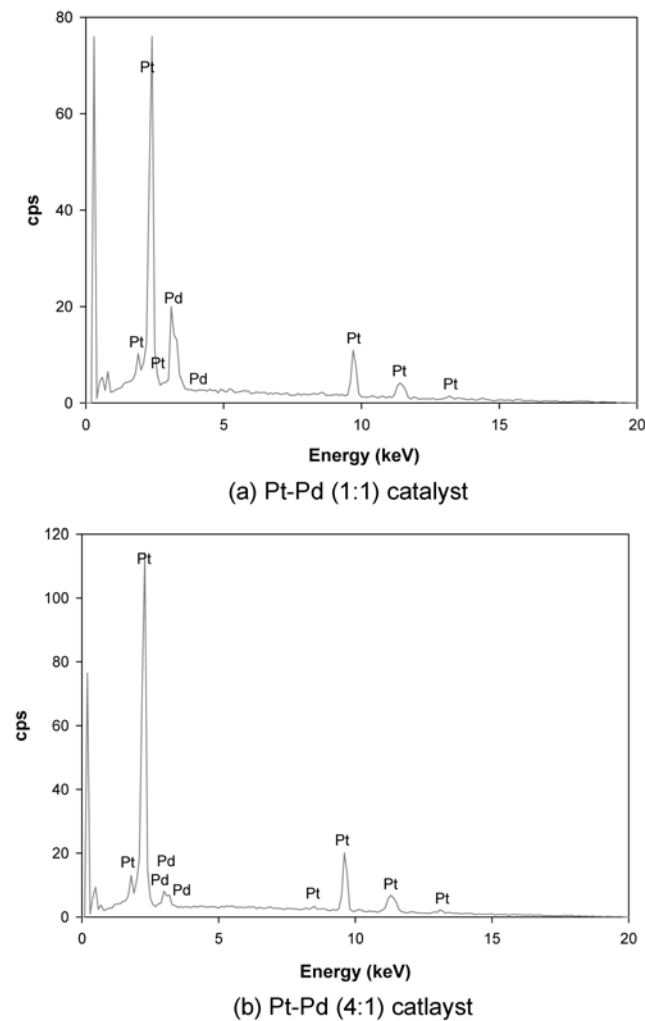 80
Pt
60
cps
40
20
Pd
Pt
Pt
Pt
Pd
Pt
Pt
0
0 5 10 15 20
Energy (keV)
(a) Pt-Pd (1:1) catalyst
120
Pt
100
80
cps
60
40
Pt
20
Pt Pd
Pd Pd
Pt
Pt
Pt
0
0 5 10 15 20
Energy (keV)
(b) Pt-Pd (4:1) catlayst